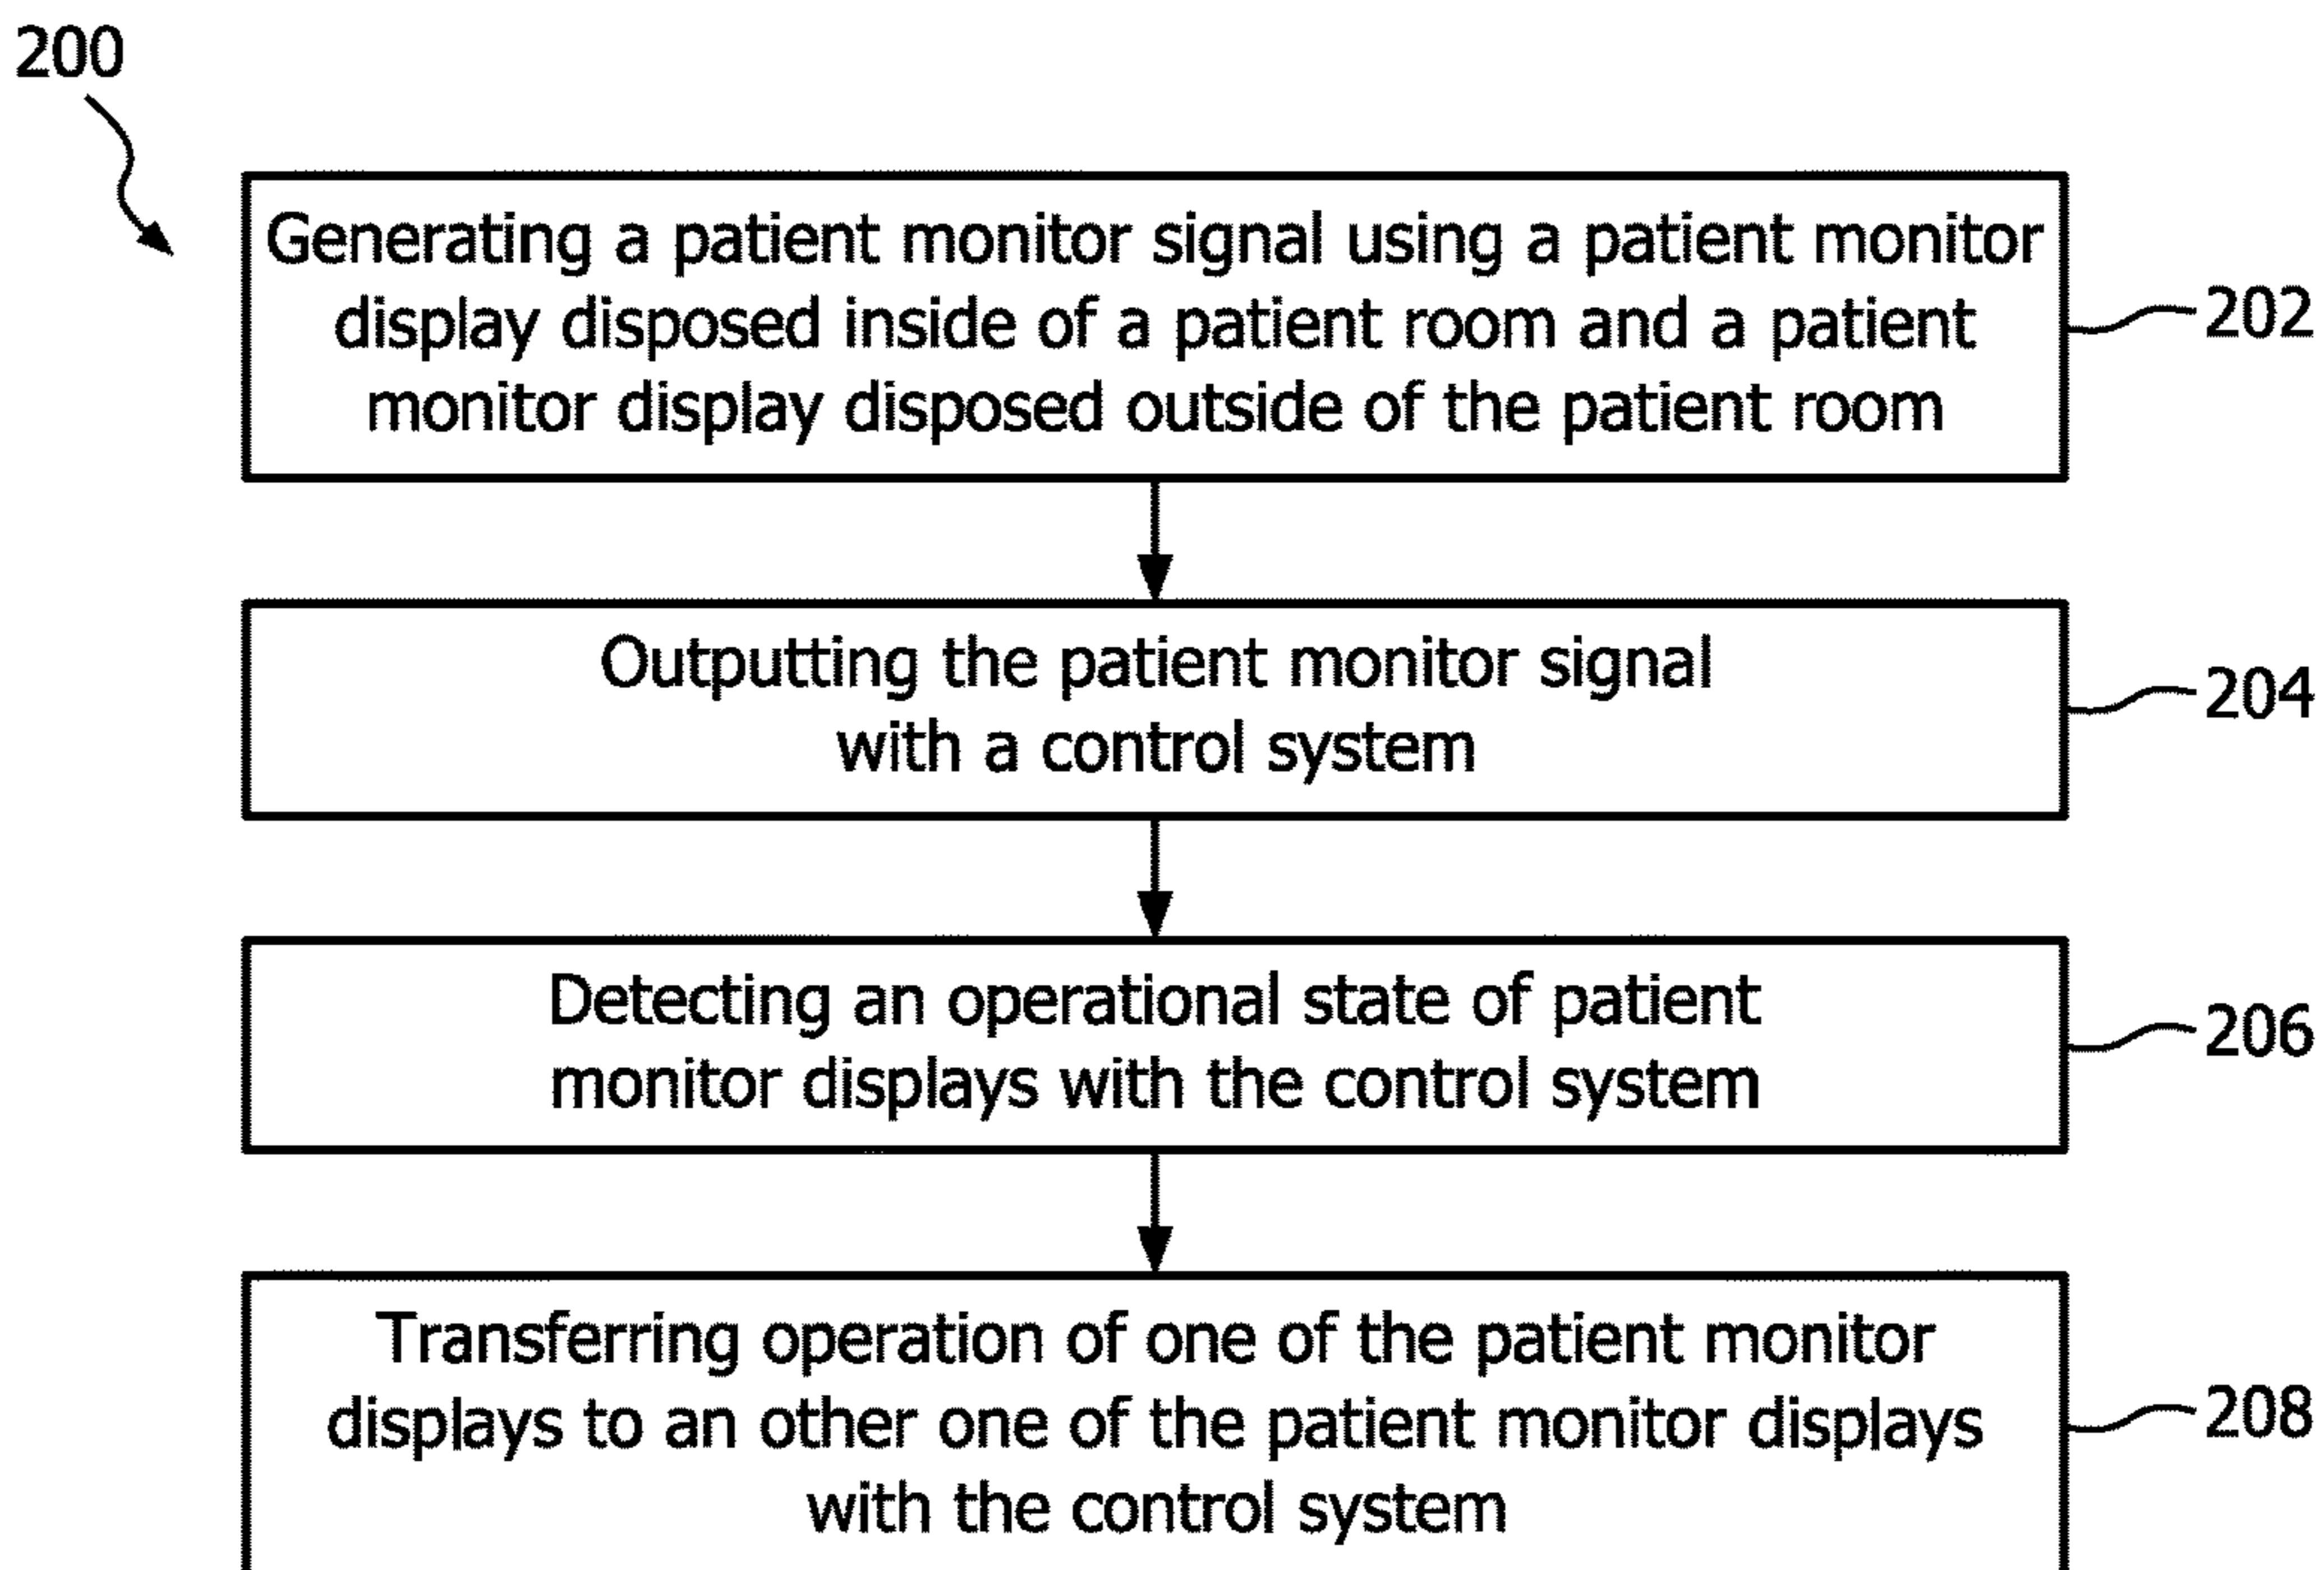 200
Generating a patient monitor signal using a patient monitor
display disposed inside of a patient room and a patient
monitor display disposed outside of the patient room
202
Outputting the patient monitor signal
with a control system
204
Detecting an operational state of patient
monitor displays with the control system
206
Transferring operation of one of the patient monitor
displays to an other one of the patient monitor displays
with the control system
208